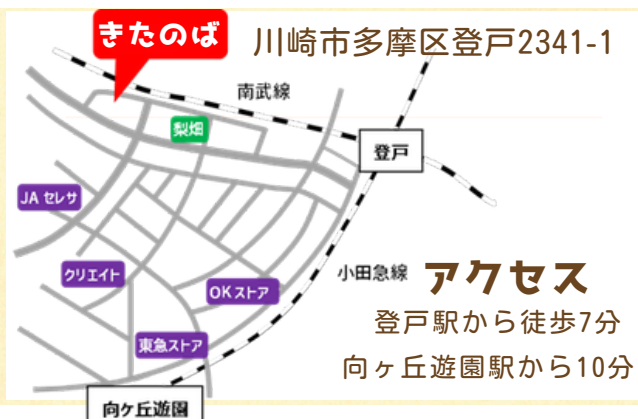 きたのば
川崎市多摩区登戸2341-1
南武線
梨畑
登戸
JA セレサ
クリエイト
OKストア
小田急線
アクセス
東急ストア
登戸駅から徒歩7分
向ヶ丘遊園駅から10分
向ケ丘遊園